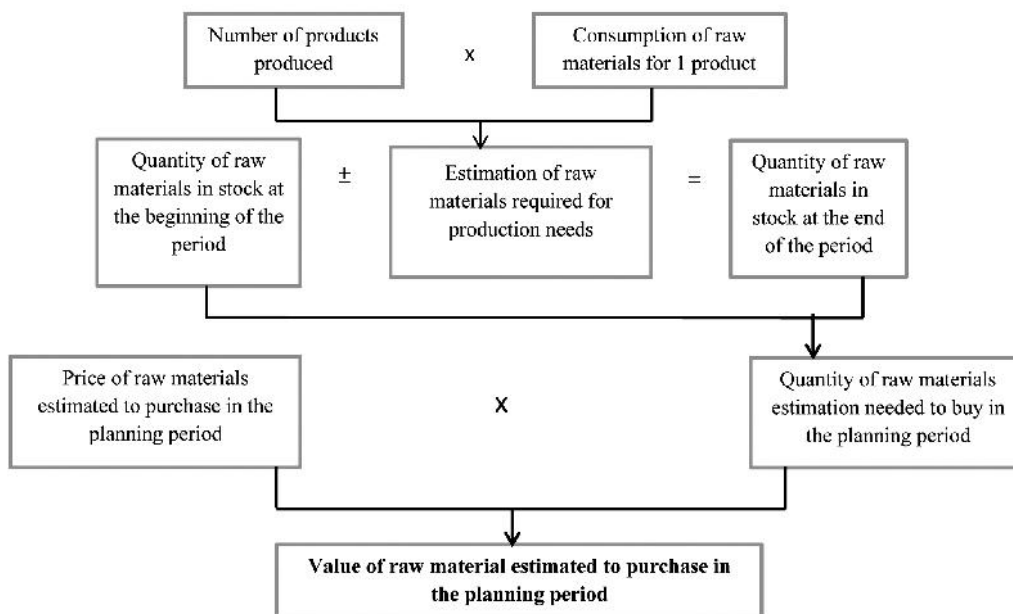 Number of products
produced
x
Consumption of raw
materials for 1 product
Quantity of raw
materials in stock at
the beginning of the
period
±
Estimation of raw
materials required for
production needs
=
Quantity of raw
materials in
stock at the end
of the period
Price of raw materials
estimated to purchase in the
planning period
X
Quantity of raw materials
estimation needed to buy in
the planning period
Value of raw material estimated to purchase in
the planning period